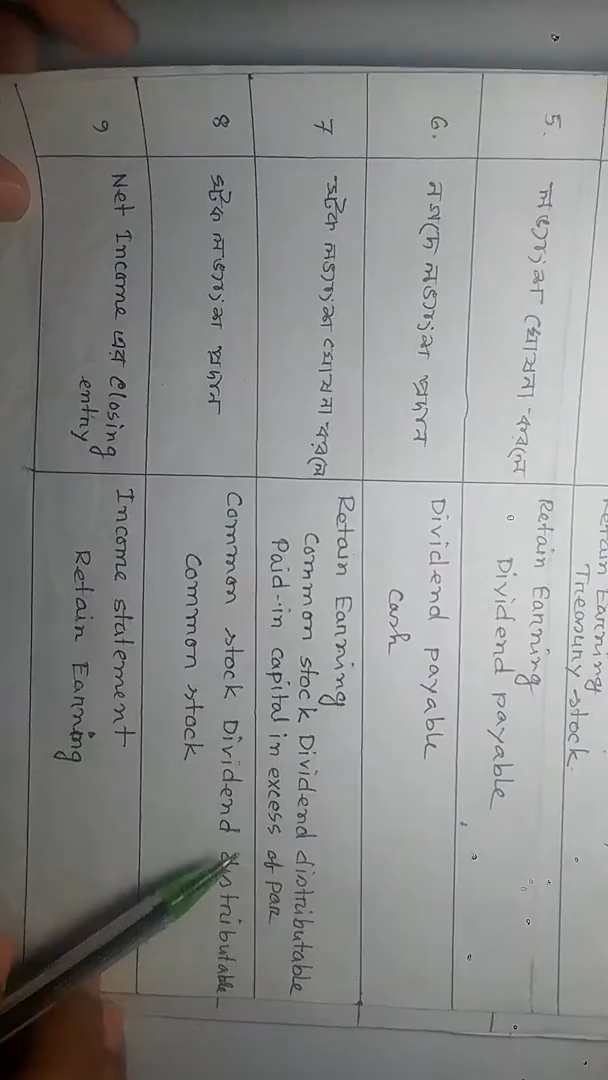 Retain Earning
Treasury stock.
5.
লভ্যাংশ ঘোষনা করলে
Retain Earning
Dividend payable
6.
নগদে লভ্যাংশ প্রদান
Dividend payable
Cash
7
স্টক লভ্যাংশ ঘোষনা করলে
Retain Earning
Common stock Dividend distributable
Paid-in capital in excess of par
8
স্টক লভ্যাংশ প্রদান
Common stock Dividend distributable
Common stock
9
Net Income এর closing
entry
Income statement
Retain Earning